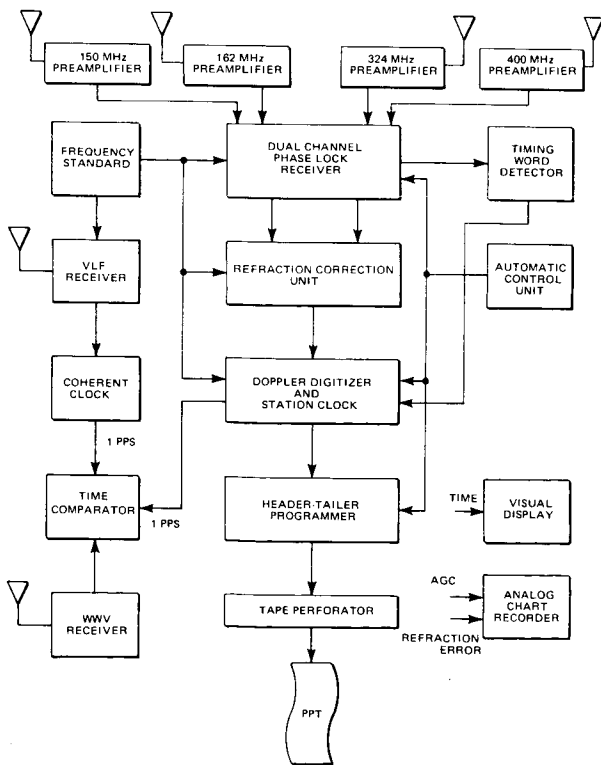 150 MHz
PREAMPLIFIER
162 MHz
PREAMPLIFIER
324 MHz
PREAMPLIFIER
400 MHz
PREAMPLIFIER
FREQUENCY
STANDARD
DUAL CHANNEL
PHASE LOCK
RECEIVER
TIMING
WORD
DETECTOR
VLF
RECEIVER
REFRACTION CORRECTION
UNIT
AUTOMATIC
CONTROL
UNIT
COHERENT
CLOCK
DOPPLER DIGITIZER
AND
STATION CLOCK
1 PPS
TIME
COMPARATOR
1 PPS
HEADER-TAILER
PROGRAMMER
TIME
VISUAL
DISPLAY
WWV
RECEIVER
TAPE PERFORATOR
AGC
REFRACTION
ERROR
ANALOG
CHART
RECORDER
PPT